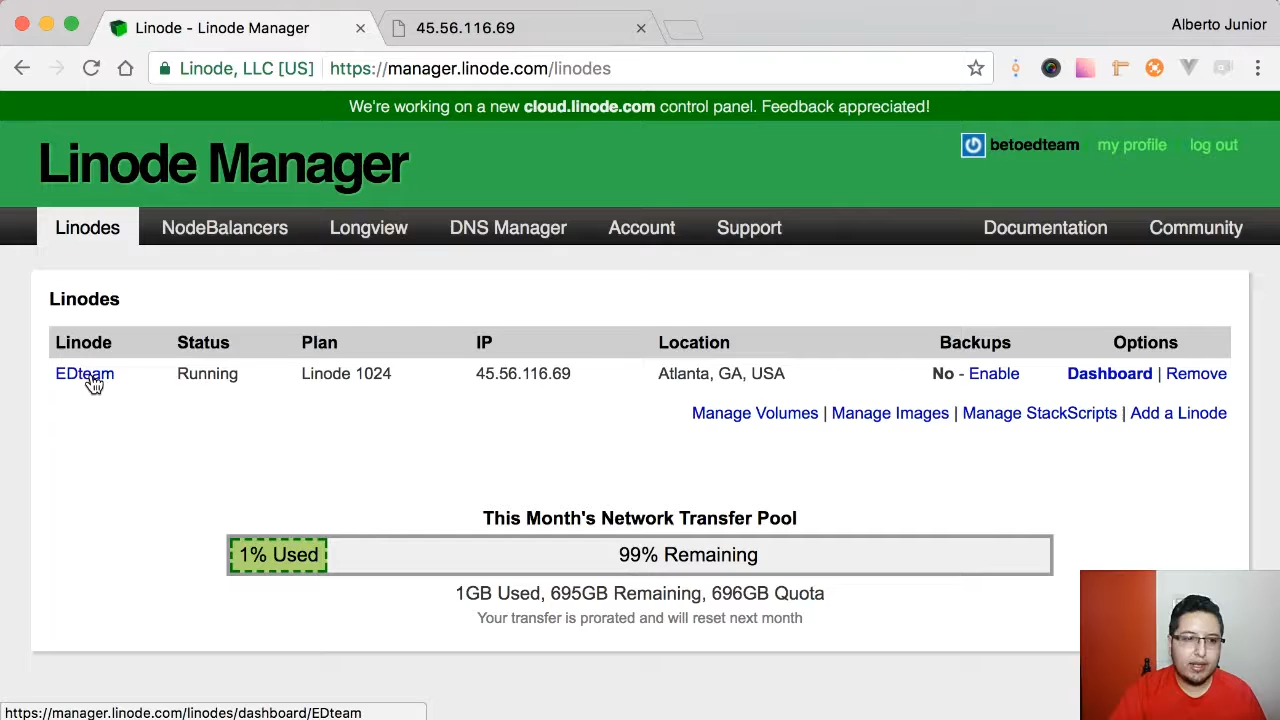 Linode - Linode Manager
45.56.116.69
Alberto Junior
Linode, LLC [US] https://manager.linode.com/linodes
We're working on a new cloud.linode.com control panel. Feedback appreciated!
Linode Manager
betoedteam my profile log out
Linodes NodeBalancers Longview DNS Manager Account Support Documentation Community
Linodes
Linode Status Plan IP Location Backups Options
EDteam Running Linode 1024 45.56.116.69 Atlanta, GA, USA No - Enable Dashboard | Remove
Manage Volumes | Manage Images | Manage StackScripts | Add a Linode
This Month's Network Transfer Pool
1% Used 99% Remaining
1GB Used, 695GB Remaining, 696GB Quota
Your transfer is prorated and will reset next month
https://manager.linode.com/linodes/dashboard/EDteam